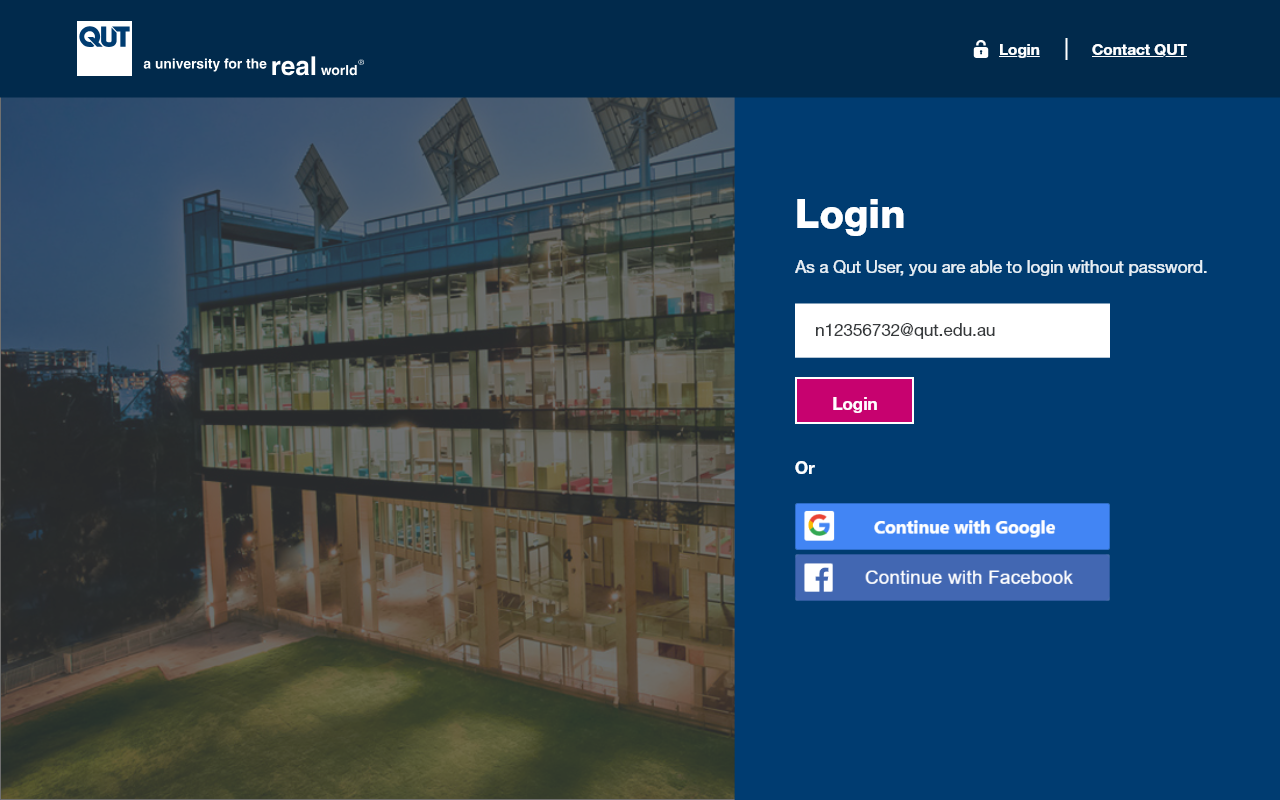 QUT
a university for the real world®
Login
Contact QUT
Login
As a Qut User, you are able to login without password.
n12356732@qut.edu.au
Login
Or
Continue with Google
Continue with Facebook